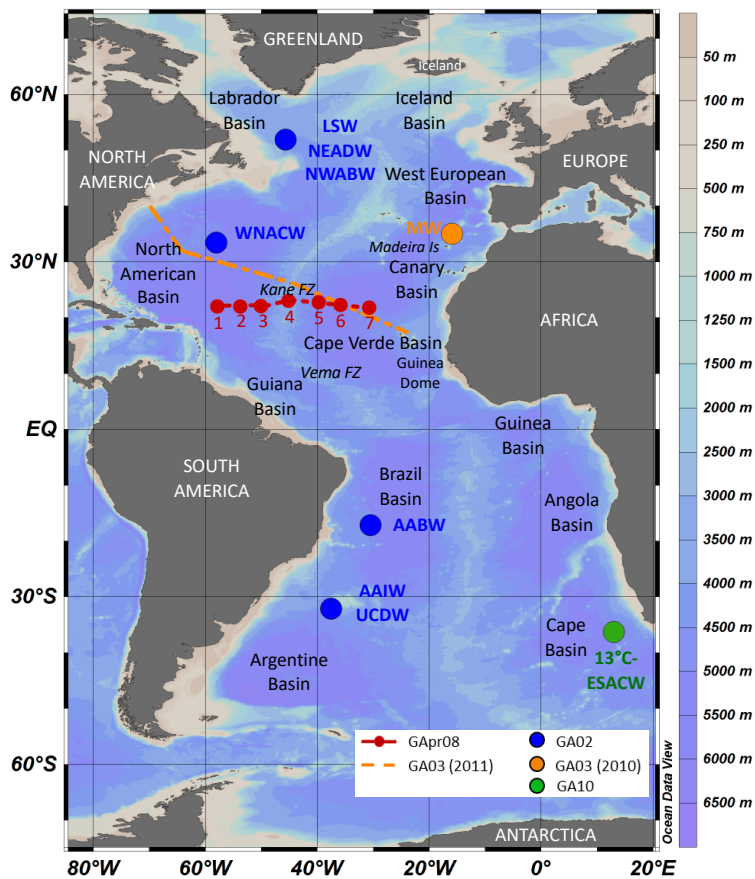 GREENLAND
Iceland
60°N
Labrador
Basin
Iceland
Basin
LSW
NEADW
NWABW
NORTH
AMERICA
EUROPE
West European
Basin
WNACW
MW
Madeira Is
North
American
Basin
30°N
Canary
Basin
Kane FZ
1
2
3
4
5
6
7
AFRICA
Cape Verde Basin
Vema FZ
Guinea
Dome
Guiana
Basin
EQ
Guinea
Basin
SOUTH
AMERICA
Brazil
Basin
Angola
Basin
AABW
30°S
AAIW
UCDW
Cape
Basin
13°C-
ESACW
Argentine
Basin
GApr08
GA03 (2011)
GA02
GA03 (2010)
GA10
60°S
ANTARCTICA
Ocean Data View
80°W
60°W
40°W
20°W
0°
20°E
50 m
100 m
250 m
500 m
750 m
1000 m
1250 m
1500 m
2000 m
2500 m
3000 m
3500 m
4000 m
4500 m
5000 m
5500 m
6000 m
6500 m